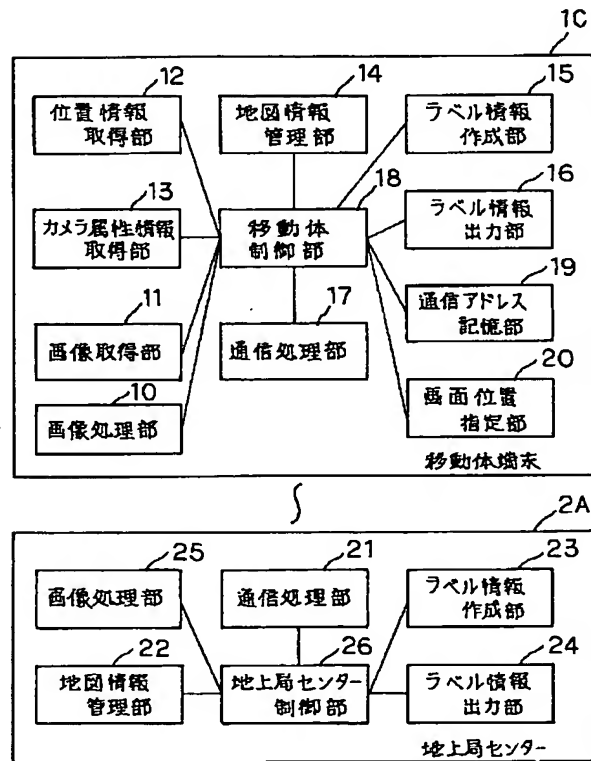 1C
12
位置情報
取得部
14
地図情報
管理部
15
ラベル情報
作成部
13
カメラ属性情報
取得部
18
移動体
制御部
16
ラベル情報
出力部
11
画像取得部
17
通信処理部
19
通信アドレス
記憶部
10
画像処理部
20
画面位置
指定部
移動体端末
2A
25
画像処理部
21
通信処理部
23
ラベル情報
作成部
22
地図情報
管理部
26
地上局センター
制御部
24
ラベル情報
出力部
地上局センター